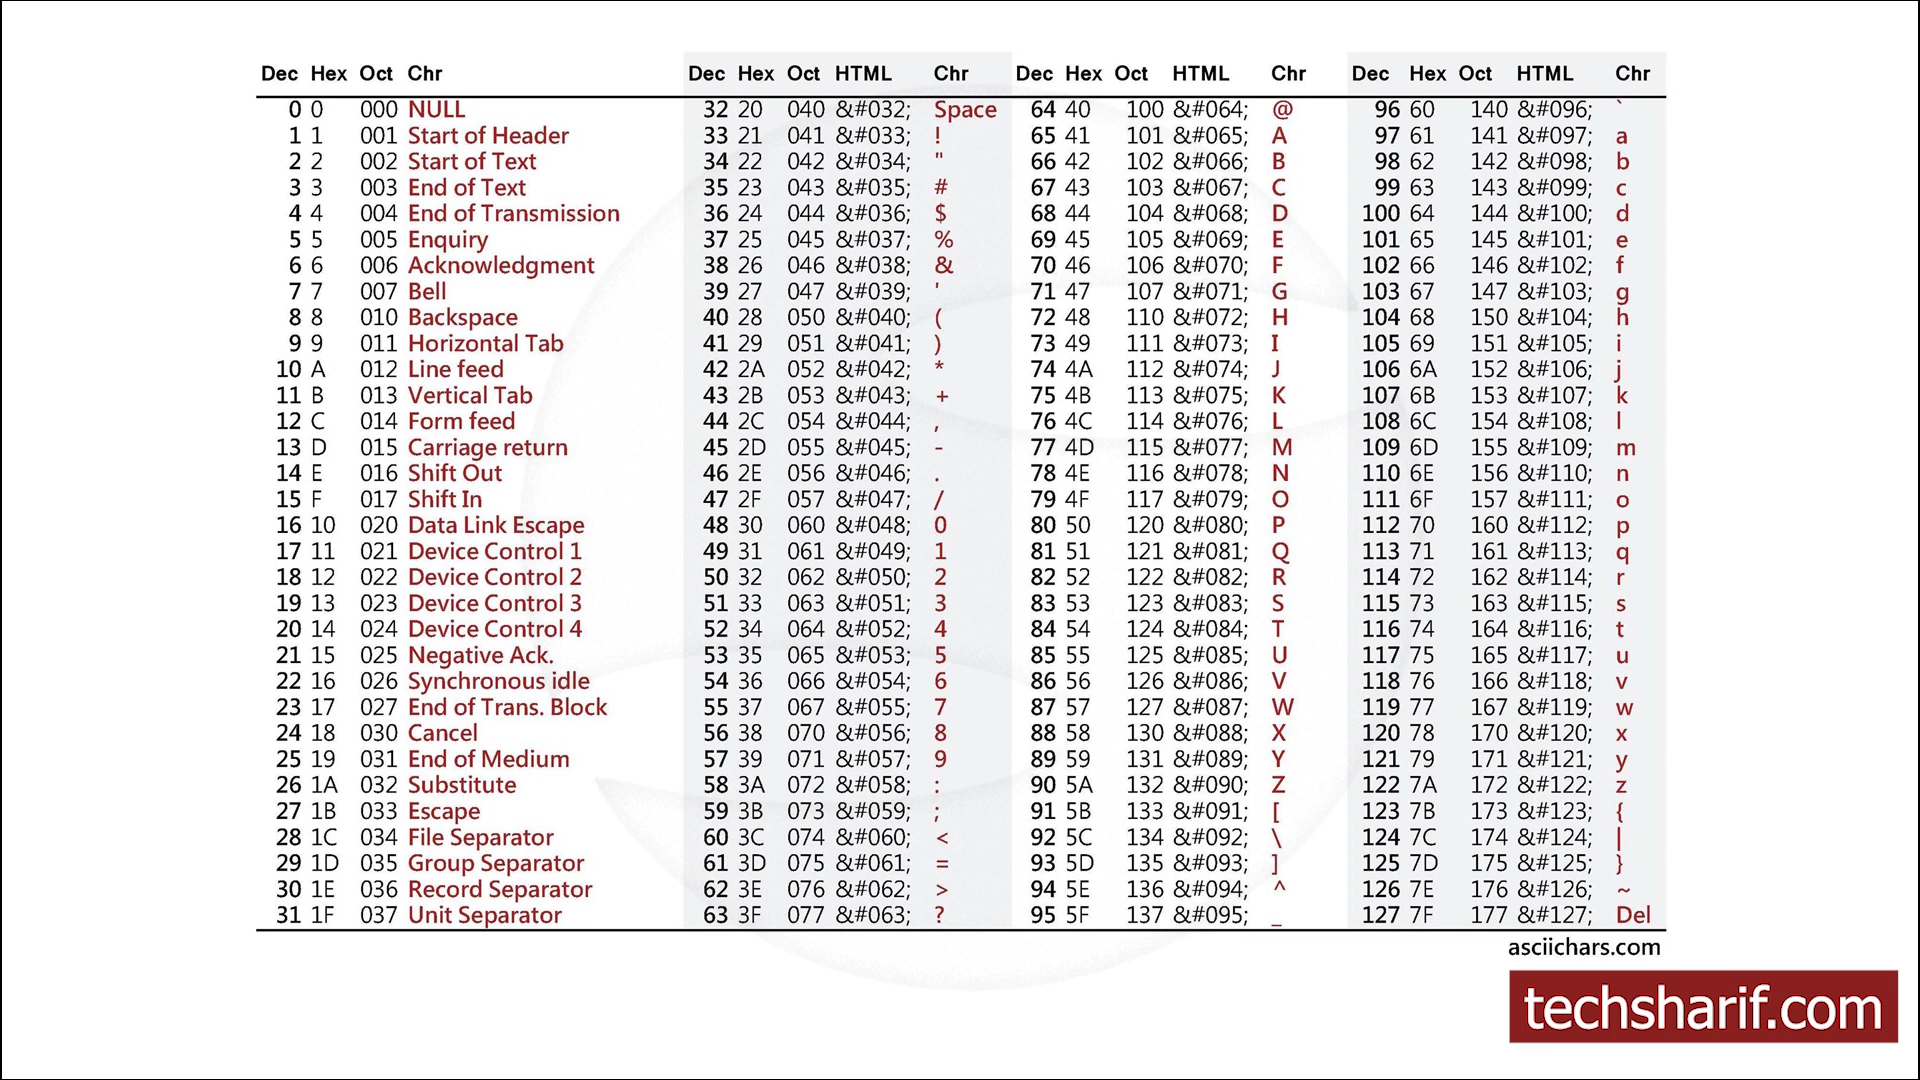 Dec Hex Oct Chr Dec Hex Oct HTML Chr Dec Hex Oct HTML Chr Dec Hex Oct HTML Chr
0 0 000 NULL 32 20 040 &#032; Space 64 40 100 &#064; @ 96 60 140 &#096; `
1 1 001 Start of Header 33 21 041 &#033; ! 65 41 101 &#065; A 97 61 141 &#097; a
2 2 002 Start of Text 34 22 042 &#034; " 66 42 102 &#066; B 98 62 142 &#098; b
3 3 003 End of Text 35 23 043 &#035; # 67 43 103 &#067; C 99 63 143 &#099; c
4 4 004 End of Transmission 36 24 044 &#036; $ 68 44 104 &#068; D 100 64 144 &#100; d
5 5 005 Enquiry 37 25 045 &#037; % 69 45 105 &#069; E 101 65 145 &#101; e
6 6 006 Acknowledgment 38 26 046 &#038; & 70 46 106 &#070; F 102 66 146 &#102; f
7 7 007 Bell 39 27 047 &#039; ' 71 47 107 &#071; G 103 67 147 &#103; g
8 8 010 Backspace 40 28 050 &#040; ( 72 48 110 &#072; H 104 68 150 &#104; h
9 9 011 Horizontal Tab 41 29 051 &#041; ) 73 49 111 &#073; I 105 69 151 &#105; i
10 A 012 Line feed 42 2A 052 &#042; * 74 4A 112 &#074; J 106 6A 152 &#106; j
11 B 013 Vertical Tab 43 2B 053 &#043; + 75 4B 113 &#075; K 107 6B 153 &#107; k
12 C 014 Form feed 44 2C 054 &#044; , 76 4C 114 &#076; L 108 6C 154 &#108; l
13 D 015 Carriage return 45 2D 055 &#045; - 77 4D 115 &#077; M 109 6D 155 &#109; m
14 E 016 Shift Out 46 2E 056 &#046; . 78 4E 116 &#078; N 110 6E 156 &#110; n
15 F 017 Shift In 47 2F 057 &#047; / 79 4F 117 &#079; O 111 6F 157 &#111; o
16 10 020 Data Link Escape 48 30 060 &#048; 0 80 50 120 &#080; P 112 70 160 &#112; p
17 11 021 Device Control 1 49 31 061 &#049; 1 81 51 121 &#081; Q 113 71 161 &#113; q
18 12 022 Device Control 2 50 32 062 &#050; 2 82 52 122 &#082; R 114 72 162 &#114; r
19 13 023 Device Control 3 51 33 063 &#051; 3 83 53 123 &#083; S 115 73 163 &#115; s
20 14 024 Device Control 4 52 34 064 &#052; 4 84 54 124 &#084; T 116 74 164 &#116; t
21 15 025 Negative Ack. 53 35 065 &#053; 5 85 55 125 &#085; U 117 75 165 &#117; u
22 16 026 Synchronous idle 54 36 066 &#054; 6 86 56 126 &#086; V 118 76 166 &#118; v
23 17 027 End of Trans. Block 55 37 067 &#055; 7 87 57 127 &#087; W 119 77 167 &#119; w
24 18 030 Cancel 56 38 070 &#056; 8 88 58 130 &#088; X 120 78 170 &#120; x
25 19 031 End of Medium 57 39 071 &#057; 9 89 59 131 &#089; Y 121 79 171 &#121; y
26 1A 032 Substitute 58 3A 072 &#058; : 90 5A 132 &#090; Z 122 7A 172 &#122; z
27 1B 033 Escape 59 3B 073 &#059; ; 91 5B 133 &#091; [ 123 7B 173 &#123; {
28 1C 034 File Separator 60 3C 074 &#060; < 92 5C 134 &#092; \ 124 7C 174 &#124; |
29 1D 035 Group Separator 61 3D 075 &#061; = 93 5D 135 &#093; ] 125 7D 175 &#125; }
30 1E 036 Record Separator 62 3E 076 &#062; > 94 5E 136 &#094; ^ 126 7E 176 &#126; ~
31 1F 037 Unit Separator 63 3F 077 &#063; ? 95 5F 137 &#095; _ 127 7F 177 &#127; Del
asciichars.com
techsharif.com